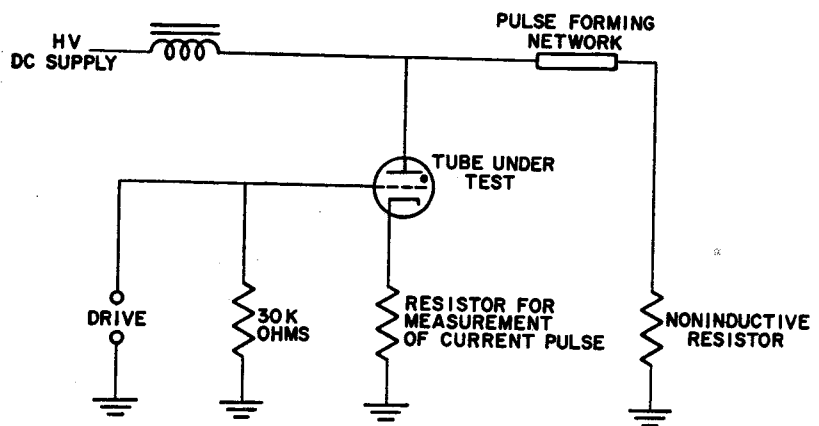 HV
DC SUPPLY
PULSE FORMING
NETWORK
TUBE UNDER
TEST
DRIVE
30K
OHMS
RESISTOR FOR
MEASUREMENT
OF CURRENT PULSE
NONINDUCTIVE
RESISTOR